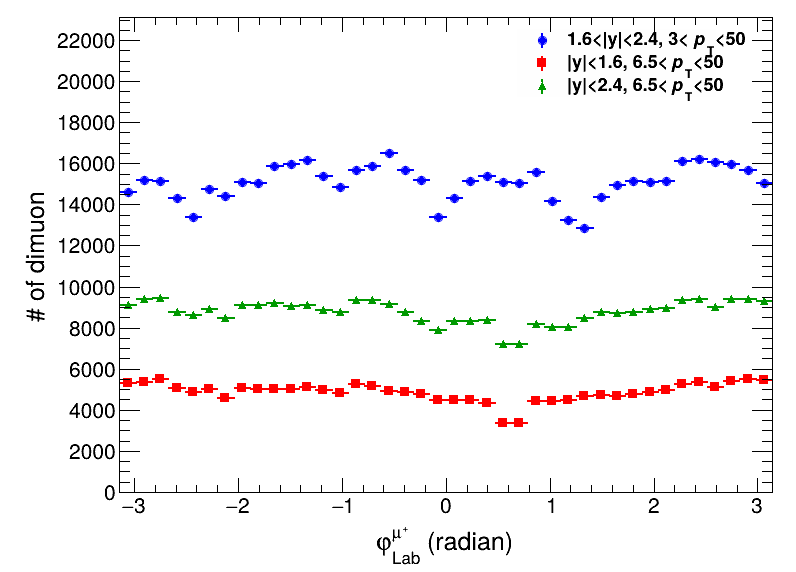 1.6<|y|<2.4, 3< pT<50
|y|<1.6, 6.5< pT<50
|y|<2.4, 6.5< pT<50
22000
20000
18000
16000
14000
12000
10000
8000
6000
4000
2000
0
# of dimuon
−3 −2 −1 0 1 2 3
φLab^μ+ (radian)